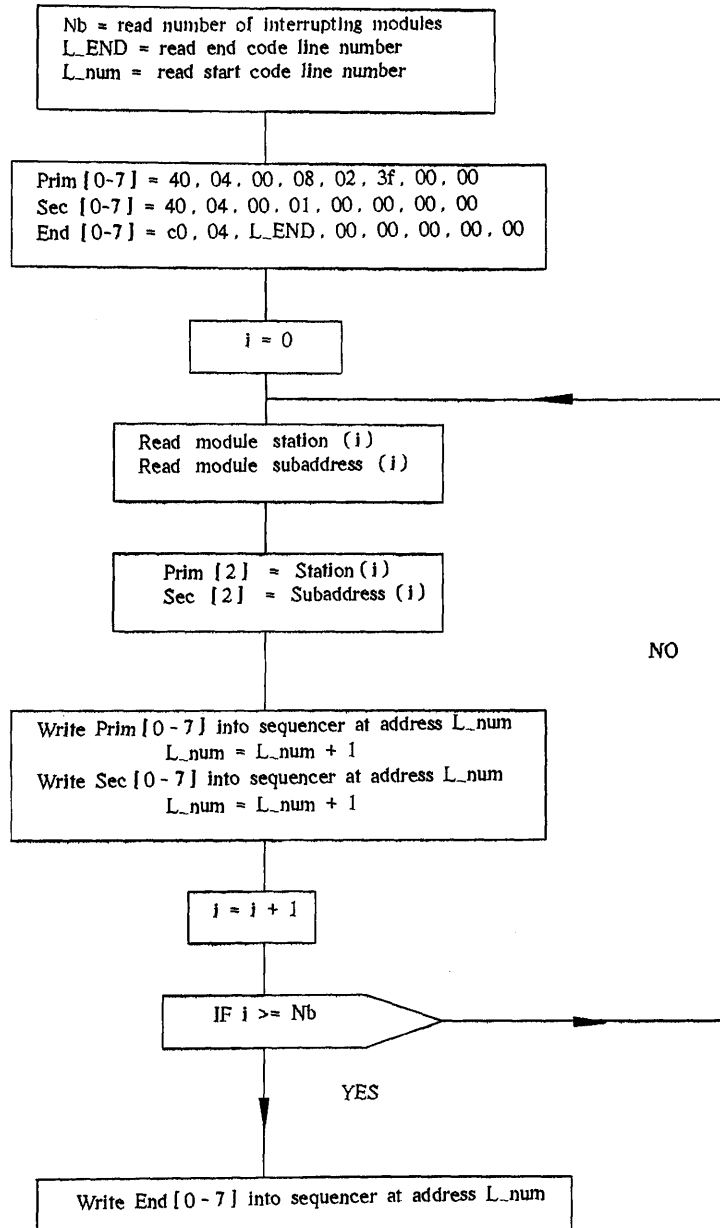 Nb = read number of interrupting modules
L_END = read end code line number
L_num = read start code line number
Prim [0-7] = 40, 04, 00, 08, 02, 3f, 00, 00
Sec [0-7] = 40, 04, 00, 01, 00, 00, 00, 00
End [0-7] = c0, 04, L_END, 00, 00, 00, 00, 00
i = 0
Read module station (i)
Read module subaddress (i)
Prim [2] = Station(i)
Sec [2] = Subaddress (i)
NO
Write Prim [0-7] into sequencer at address L_num
L_num = L_num + 1
Write Sec [0-7] into sequencer at address L_num
L_num = L_num + 1
i = i + 1
IF i >= Nb
YES
Write End [0-7] into sequencer at address L_num